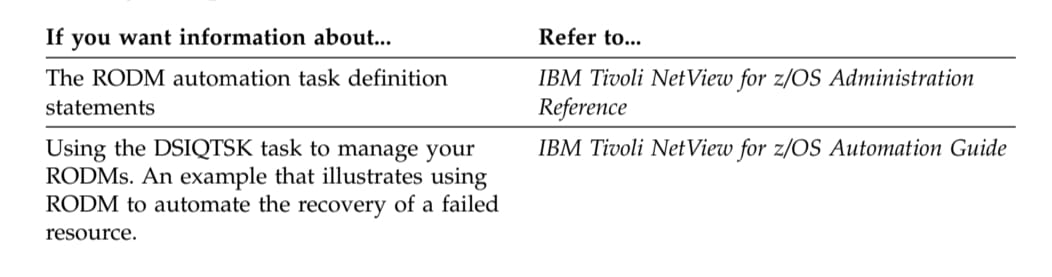 If you want information about... Refer to...
The RODM automation task definition IBM Tivoli NetView for z/OS Administration
statements Reference
Using the DSIQTSK task to manage your IBM Tivoli NetView for z/OS Automation Guide
RODMs. An example that illustrates using
RODM to automate the recovery of a failed
resource.